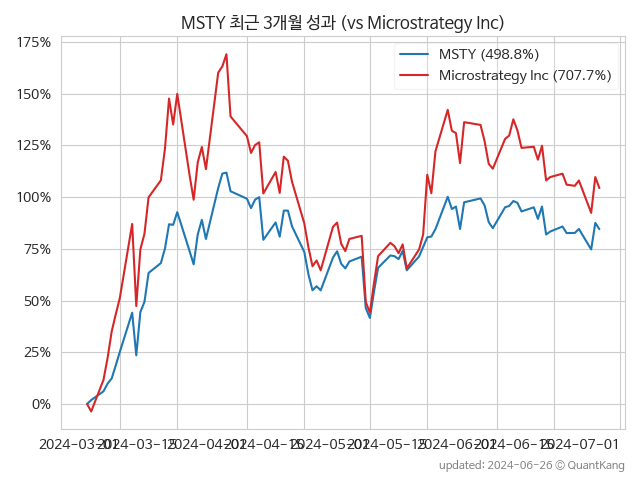 MSTY 최근 3개월 성과 (vs Microstrategy Inc)
MSTY (498.8%)
Microstrategy Inc (707.7%)
175%
150%
125%
100%
75%
50%
25%
0%
2024-03-01 2024-03-15 2024-04-01 2024-04-15 2024-05-01 2024-05-15 2024-06-01 2024-06-15 2024-07-01
updated: 2024-06-26 © QuantKang